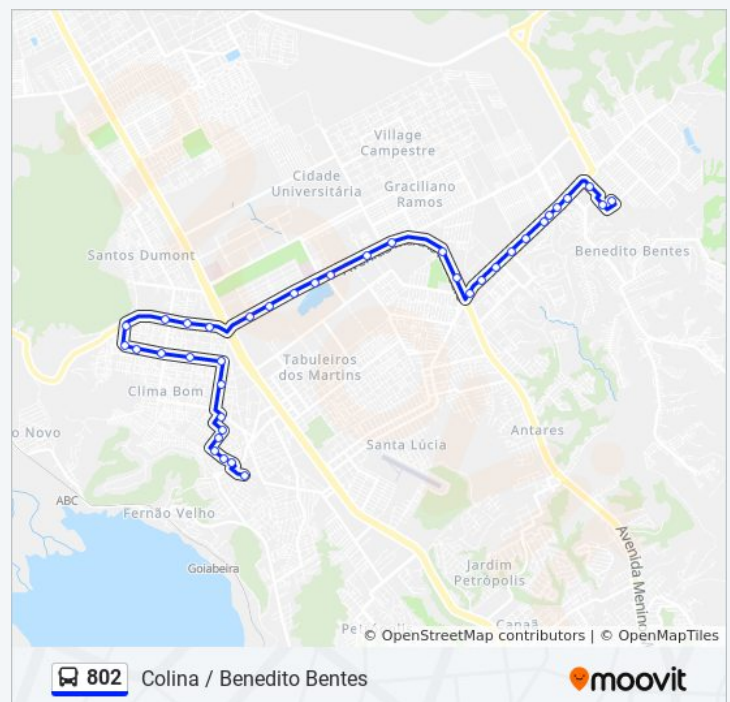 Village
Campestre
Cidade
Universitária
Graciliano
Ramos
Santos Dumont
Benedito Bentes
Tabuleiros
dos Martins
Clima Bom
o Novo
Santa Lúcia
Antares
ABC
Fernão Velho
Goiabeira
Jardim
Petrópolis
Avenida Menino
Canaã
© OpenStreetMap contributors | © OpenMapTiles
802 Colina / Benedito Bentes
moovit